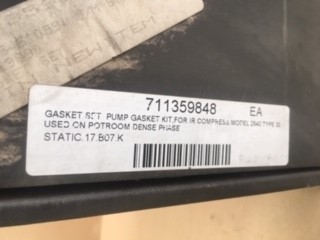 711359848 EA
GASKET SET, PUMP GASKET KIT,FOR IR COMPRESS MODEL 2540 TYPE 30
USED ON POTROOM DENSE PHASE
STATIC.17.B07.K